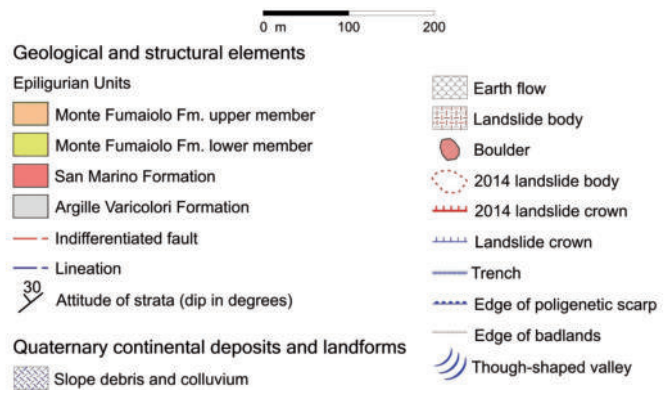 0 m 100 200
Geological and structural elements
Epiligurian Units
Monte Fumaiolo Fm. upper member
Monte Fumaiolo Fm. lower member
San Marino Formation
Argille Varicolori Formation
Indifferentiated fault
Lineation
30
Attitude of strata (dip in degrees)
Quaternary continental deposits and landforms
Slope debris and colluvium
Earth flow
Landslide body
Boulder
2014 landslide body
2014 landslide crown
Landslide crown
Trench
Edge of poligenetic scarp
Edge of badlands
Though-shaped valley